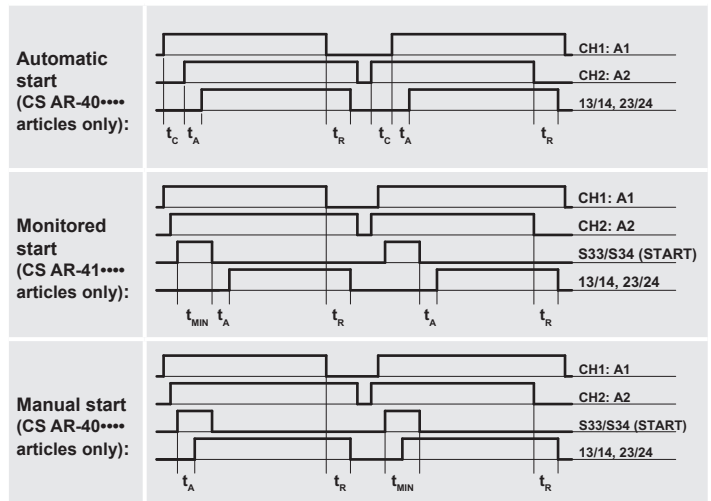 Automatic
start
(CS AR-40••••
articles only):
CH1: A1
CH2: A2
13/14, 23/24
tC tA tR tC tA tR
Monitored
start
(CS AR-41••••
articles only):
CH1: A1
CH2: A2
S33/S34 (START)
13/14, 23/24
tMIN tA tR tA tR
Manual start
(CS AR-40••••
articles only):
CH1: A1
CH2: A2
S33/S34 (START)
13/14, 23/24
tA tR tMIN tR